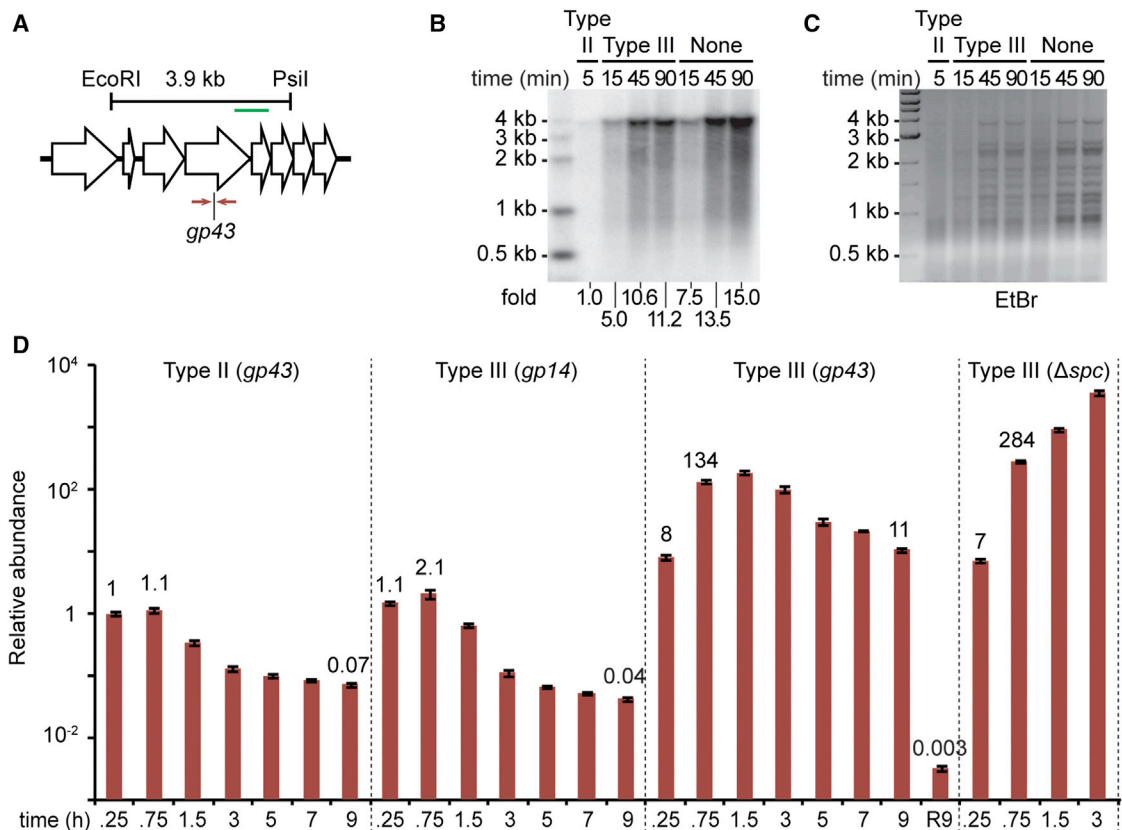 A
EcoRI 3.9 kb PsiI
gp43
B
Type
II Type III None
time (min) 5 15 45 90 15 45 90
4 kb
3 kb
2 kb
1 kb
0.5 kb
fold 1.0 10.6 7.5 15.0
5.0 11.2 13.5
C
Type
II Type III None
time (min) 5 15 45 90 15 45 90
4 kb
3 kb
2 kb
1 kb
0.5 kb
EtBr
D
Relative abundance
10⁴
10²
1
10⁻²
Type II (gp43)
1 1.1 0.07
Type III (gp14)
1.1 2.1 0.04
Type III (gp43)
8 134 11 0.003
Type III (Δspc)
7 284
time (h) .25 .75 1.5 3 5 7 9 .25 .75 1.5 3 5 7 9 .25 .75 1.5 3 5 7 9 R9 .25 .75 1.5 3